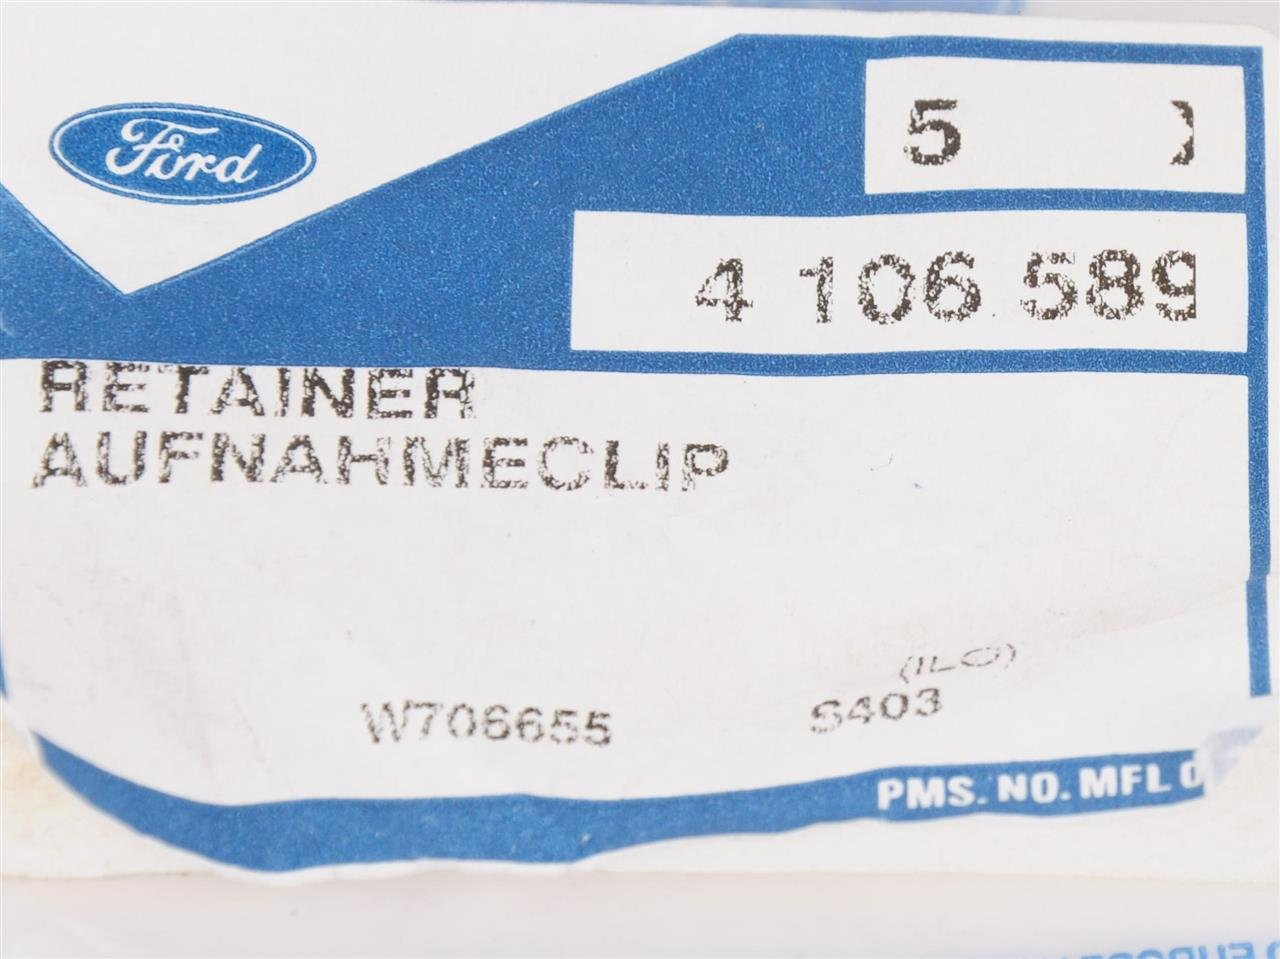 Ford
5 X
4 106 589
RETAINER
AUFNAHMECLIP
(ILO)
W706655 S403
PMS. NO. MFL